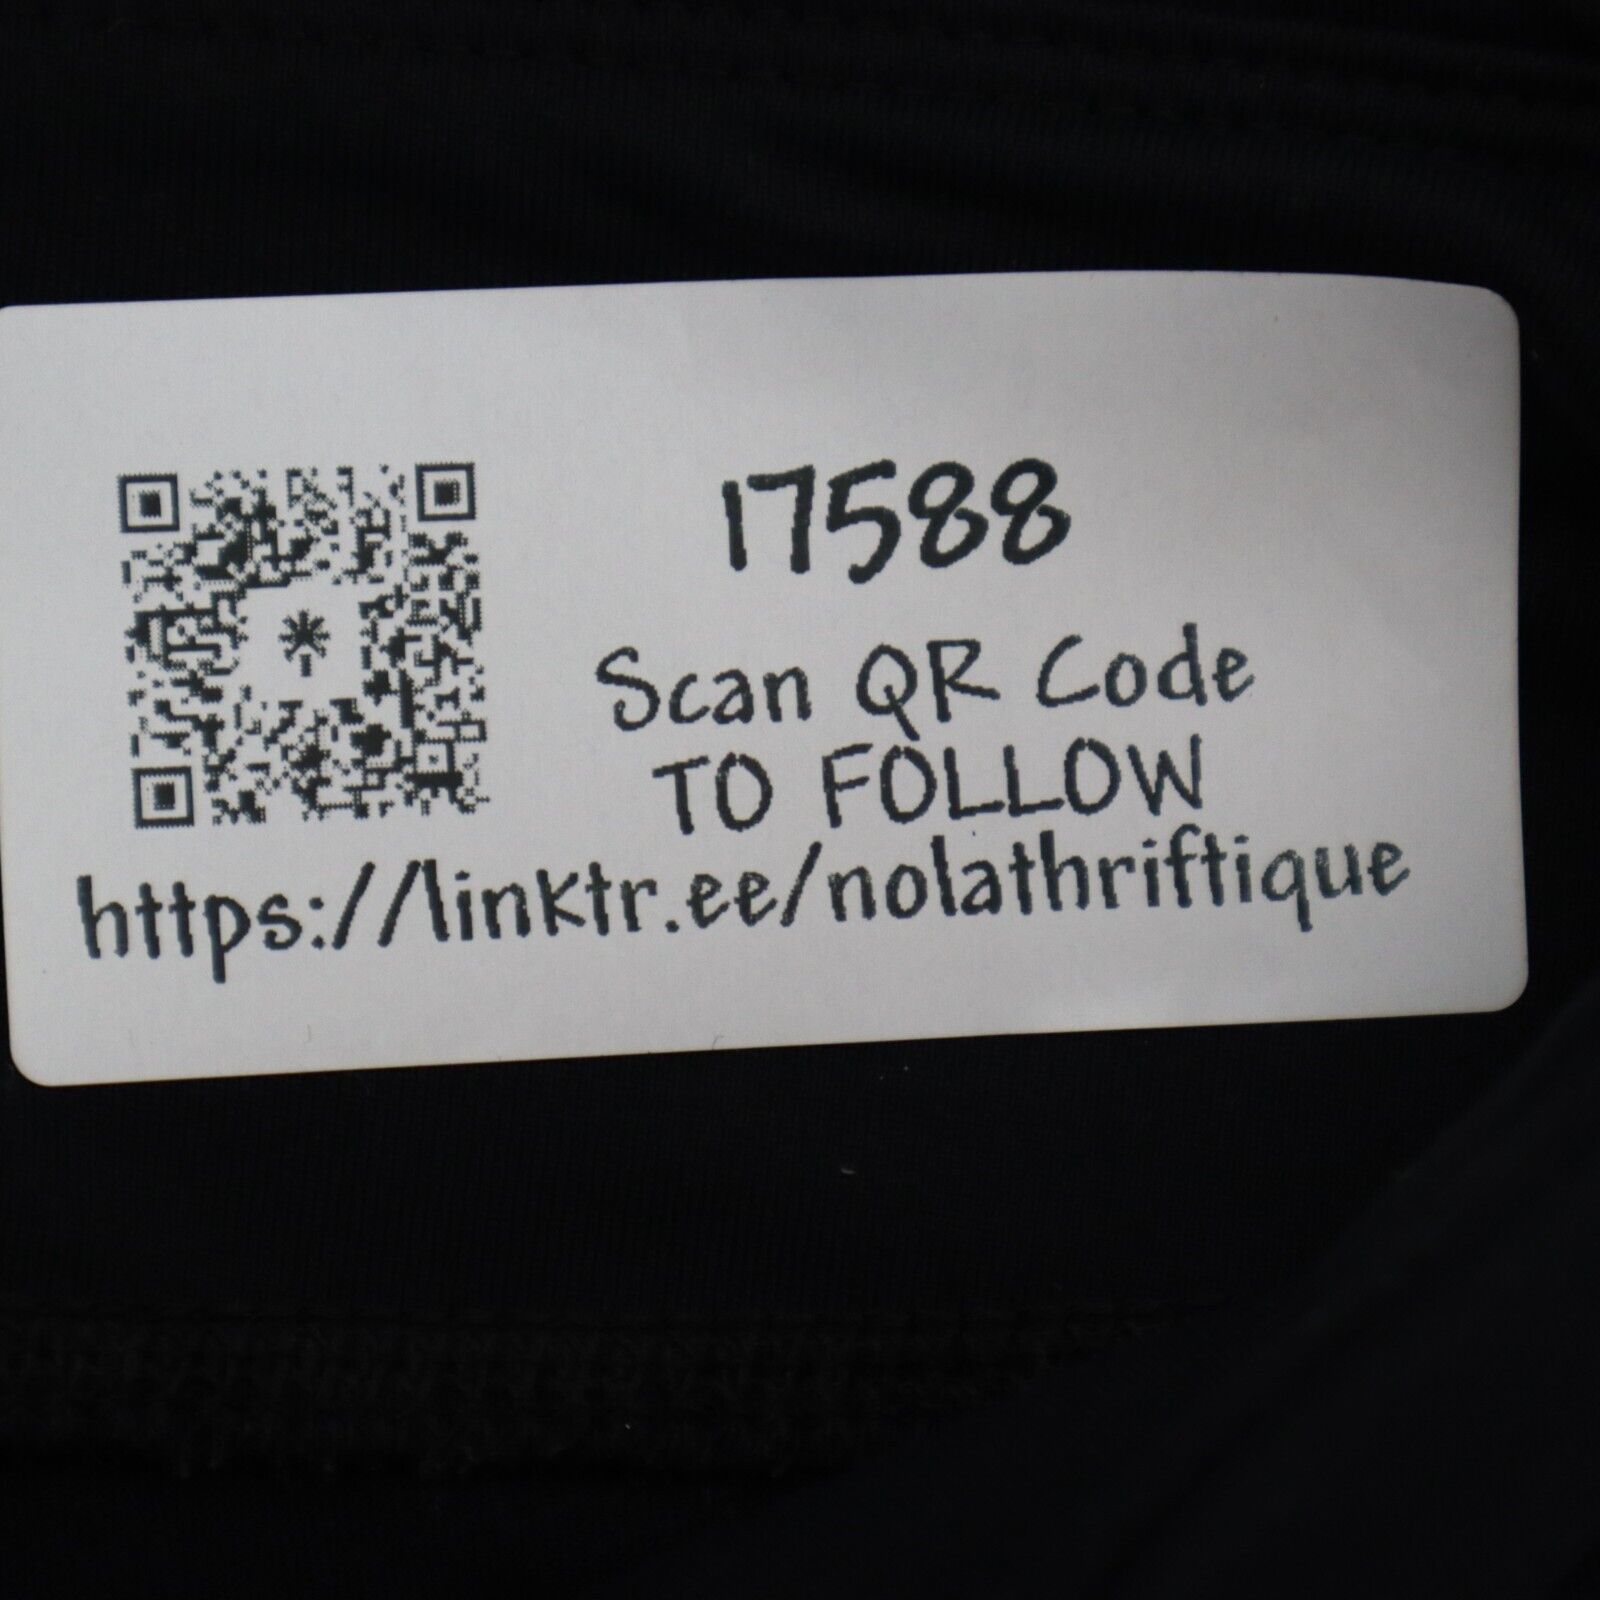 17588
Scan QR Code
TO FOLLOW
https://linktr.ee/nolathriftique